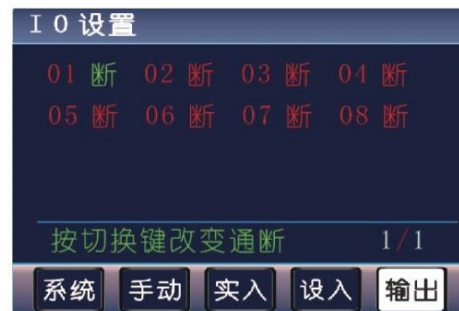 IO设置
01 断 02 断 03 断 04 断
05 断 06 断 07 断 08 断
按切换键改变通断 1/1
系统 手动 实入 设入 输出